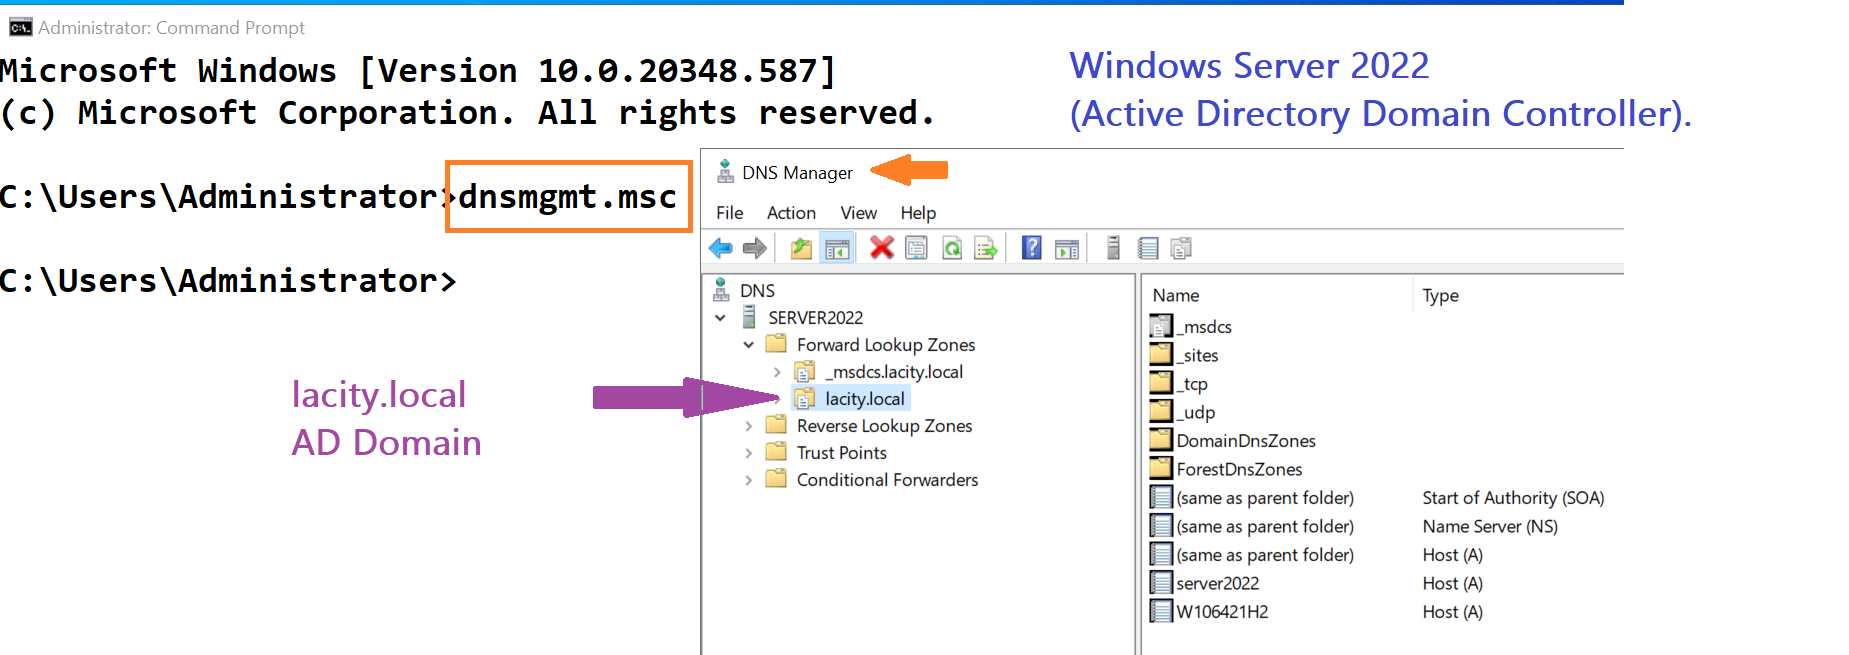 Administrator: Command Prompt
Microsoft Windows [Version 10.0.20348.587]
(c) Microsoft Corporation. All rights reserved.
C:\Users\Administrator>dnsmgmt.msc
C:\Users\Administrator>
Windows Server 2022
(Active Directory Domain Controller).
lacity.local
AD Domain
DNS Manager
File Action View Help
DNS
SERVER2022
Forward Lookup Zones
_msdcs.lacity.local
lacity.local
Reverse Lookup Zones
Trust Points
Conditional Forwarders
Name Type
_msdcs
_sites
_tcp
_udp
DomainDnsZones
ForestDnsZones
(same as parent folder) Start of Authority (SOA)
(same as parent folder) Name Server (NS)
(same as parent folder) Host (A)
server2022 Host (A)
W106421H2 Host (A)